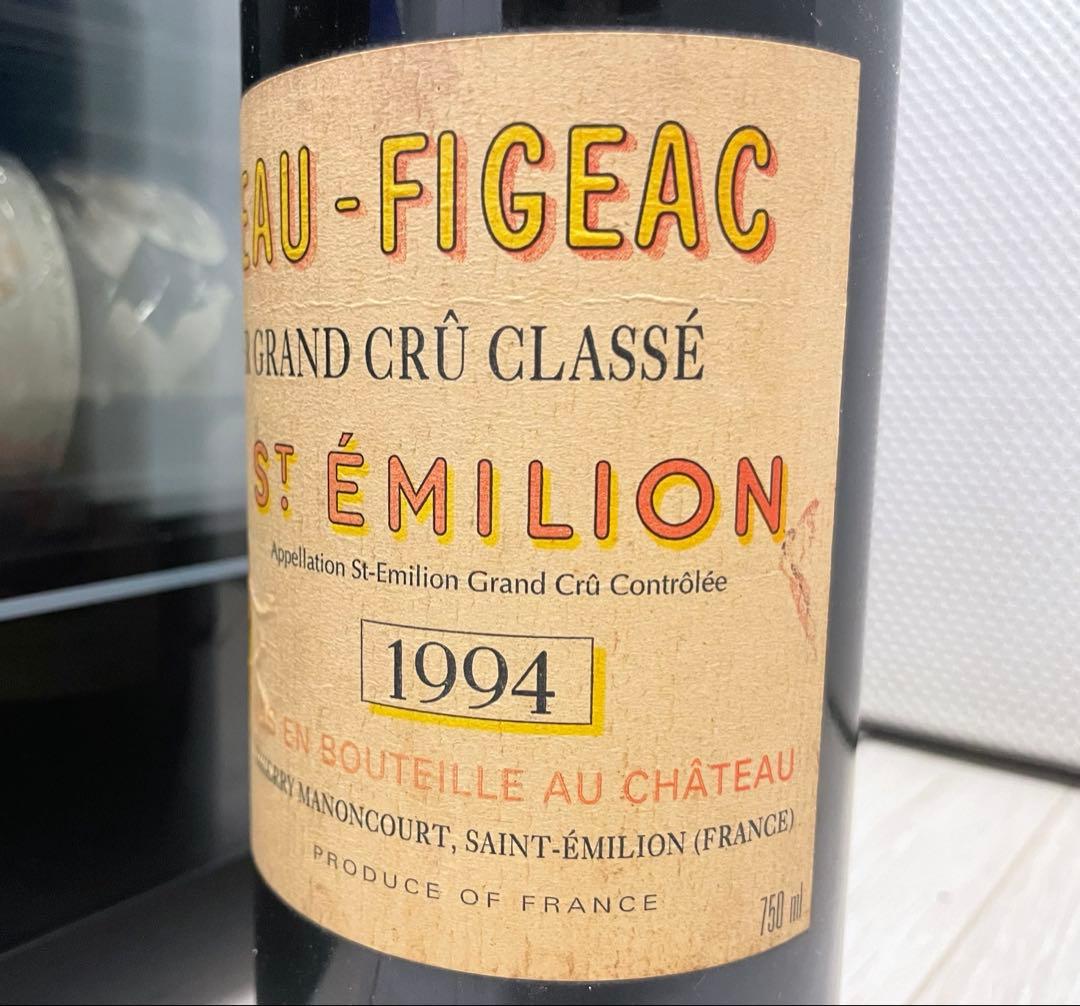 EAU-FIGEAC
R GRAND CRÛ CLASSÉ
ST ÉMILION
Appellation St-Emilion Grand Crû Contrôlée
1994
EN BOUTEILLE AU CHÂTEAU
MANONCOURT, SAINT-ÉMILION (FRANCE)
PRODUCE OF FRANCE
750 ml